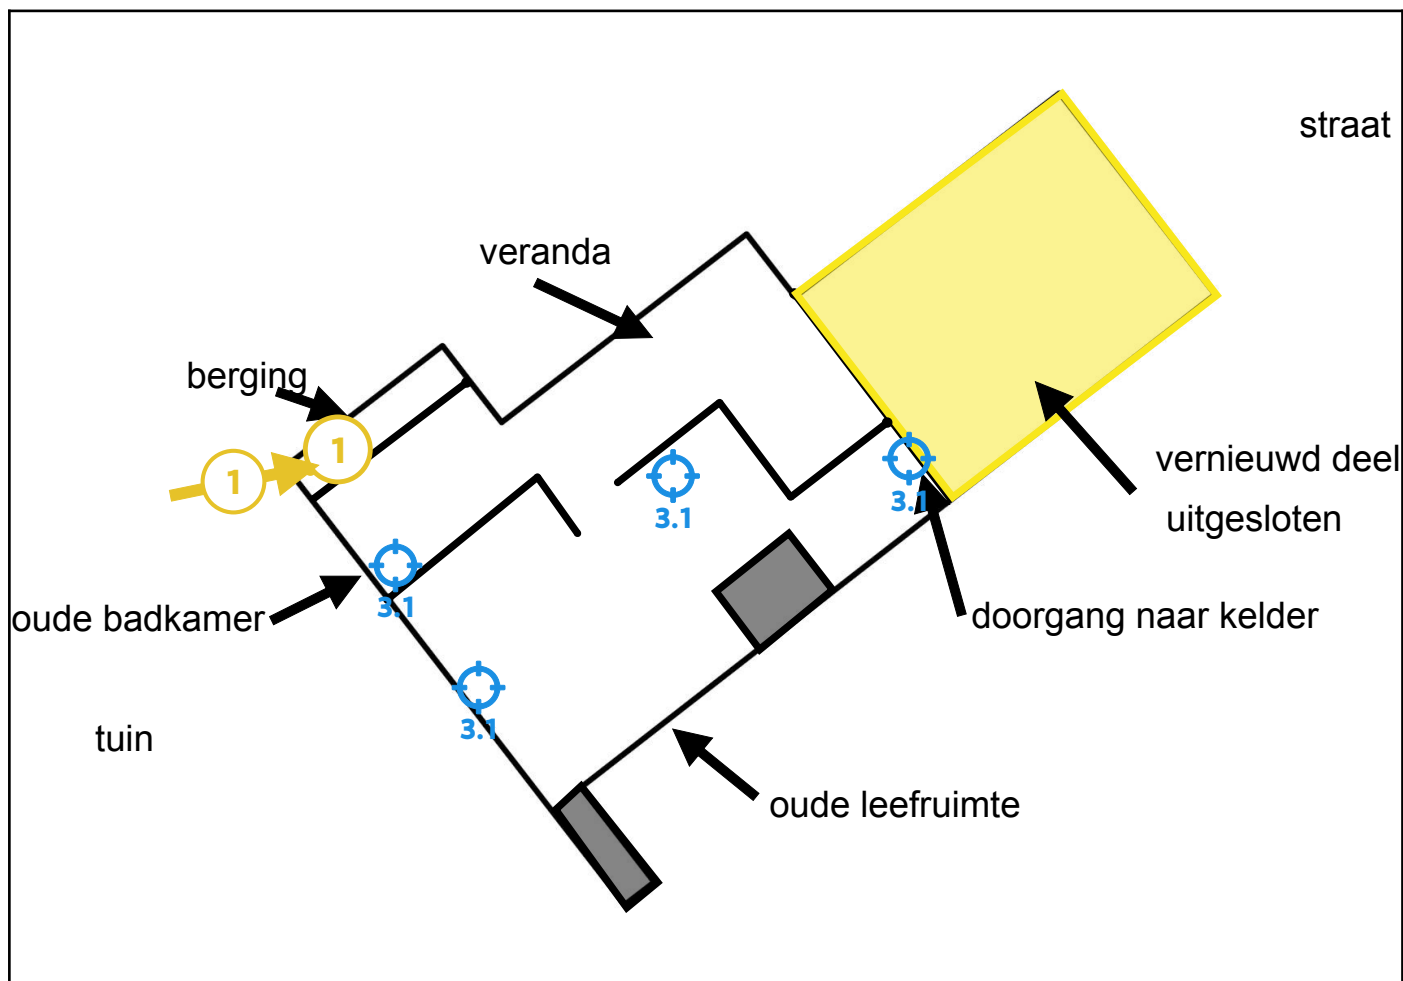 straat
veranda
berging
1
1
vernieuwd deel
uitgesloten
3.1
3.1
3.1
oude badkamer
doorgang naar kelder
3.1
tuin
oude leefruimte